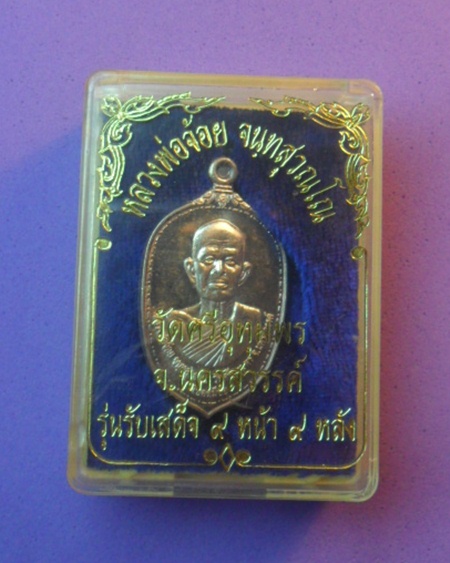 หลวงพ่อจ้อย จนฺทสุวณฺโณ
วัดศรีอุทุมพร
จ.นครสวรรค์
รุ่นรับเสด็จ ๙ หน้า ๙ หลัง